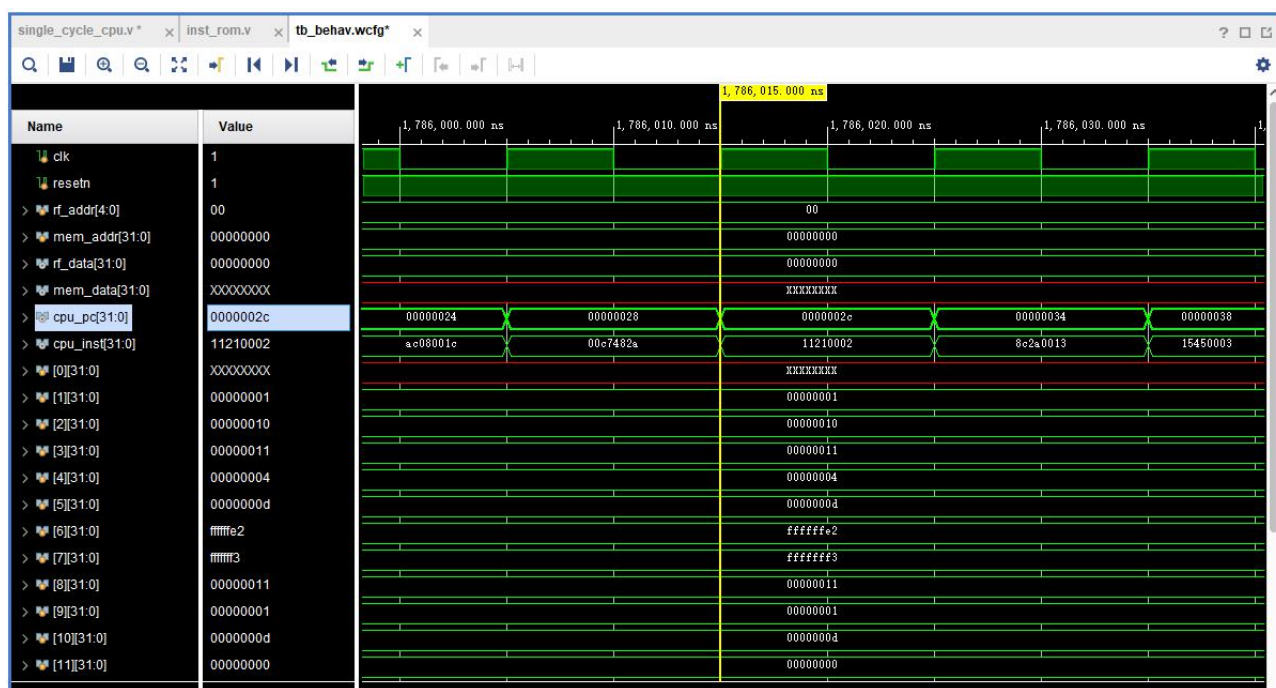 single_cycle_cpu.v * × inst_rom.v × tb_behav.wcfg* × ?
1,786,015.000 ns
Name Value 1,786,000.000 ns 1,786,010.000 ns 1,786,020.000 ns 1,786,030.000 ns 1,
clk 1
resetn 1
rf_addr[4:0] 00 00
mem_addr[31:0] 00000000 00000000
rf_data[31:0] 00000000 00000000
mem_data[31:0] XXXXXXXX XXXXXXXX
cpu_pc[31:0] 0000002c 00000024 00000028 0000002c 00000034 00000038
cpu_inst[31:0] 11210002 ac08001c 00c7482a 11210002 8c2a0013 15450003
[0][31:0] XXXXXXXX XXXXXXXX
[1][31:0] 00000001 00000001
[2][31:0] 00000010 00000010
[3][31:0] 00000011 00000011
[4][31:0] 00000004 00000004
[5][31:0] 0000000d 0000000d
[6][31:0] ffffffe2 ffffffe2
[7][31:0] fffffff3 fffffff3
[8][31:0] 00000011 00000011
[9][31:0] 00000001 00000001
[10][31:0] 0000000d 0000000d
[11][31:0] 00000000 00000000